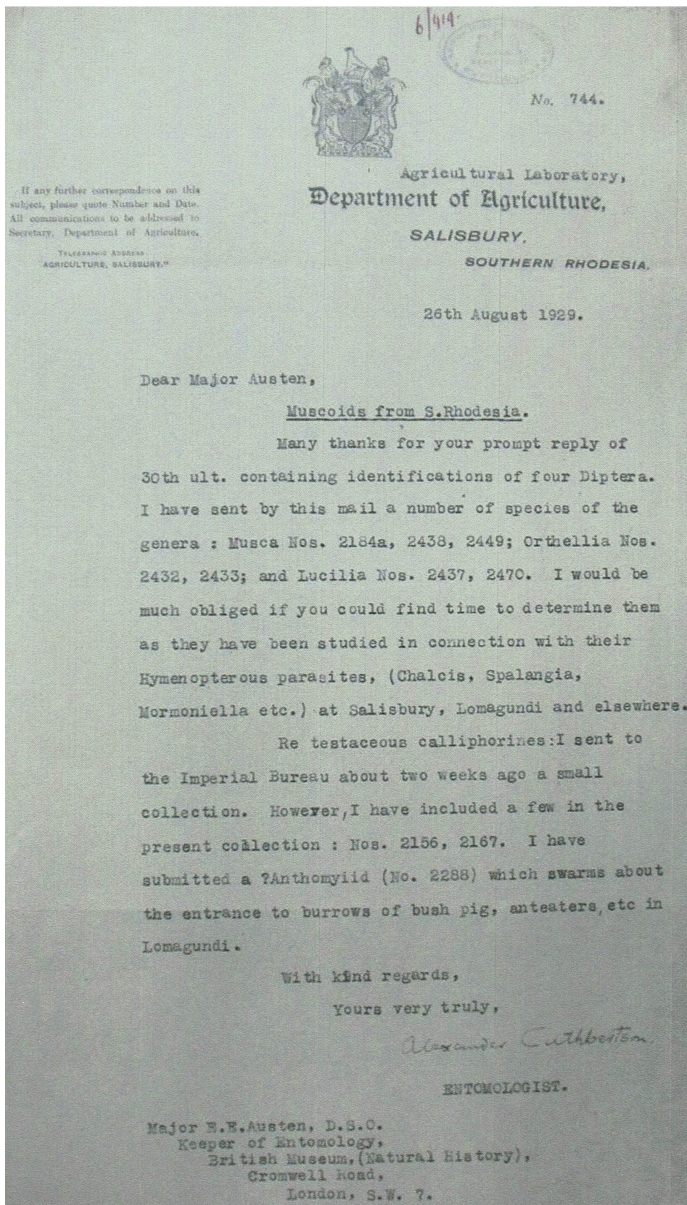 6/414.
No. 744.
Agricultural Laboratory,
Department of Agriculture,
SALISBURY,
SOUTHERN RHODESIA.
If any further correspondence on this
subject, please quote Number and Date.
All communications to be addressed to
Secretary, Department of Agriculture.
TELEGRAPHIC ADDRESS:
AGRICULTURE, SALISBURY."
26th August 1929.
Dear Major Austen,
Muscoids from S.Rhodesia.
Many thanks for your prompt reply of
30th ult. containing identifications of four Diptera.
I have sent by this mail a number of species of the
genera : Musca Nos. 2184a, 2438, 2449; Orthellia Nos.
2432, 2433; and Lucilia Nos. 2437, 2470. I would be
much obliged if you could find time to determine them
as they have been studied in connection with their
Hymenopterous parasites, (Chalcis, Spalangia,
Mormoniella etc.) at Salisbury, Lomagundi and elsewhere.
Re testaceous calliphorines:I sent to
the Imperial Bureau about two weeks ago a small
collection. However, I have included a few in the
present collection : Nos. 2156, 2167. I have
submitted a ?Anthomyiid (No. 2288) which swarms about
the entrance to burrows of bush pig, anteaters, etc in
Lomagundi.
With kind regards,
Yours very truly,
Alexander Cuthbertson.
ENTOMOLOGIST.
Major E.E.Austen, D.S.O.
Keeper of Entomology,
British Museum,(Natural History),
Cromwell Road,
London, S.W. 7.